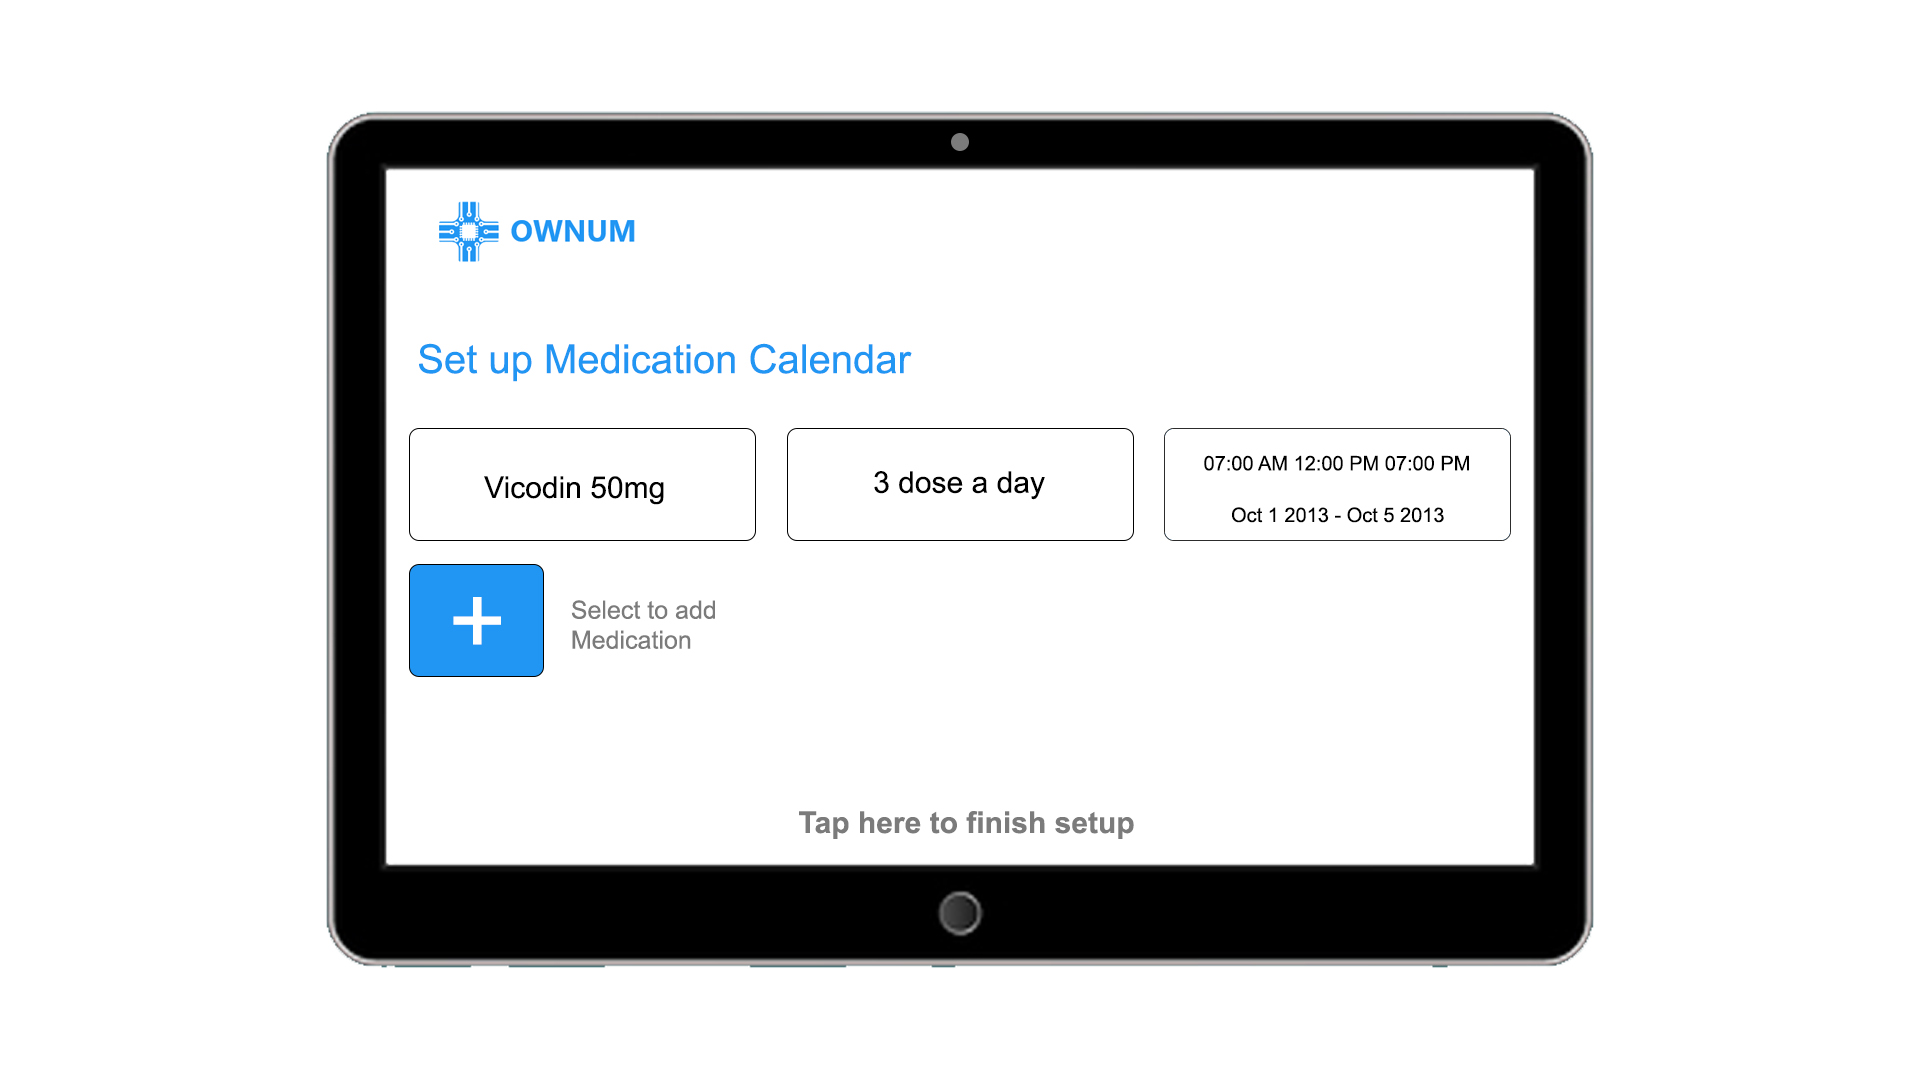 OWNUM
Set up Medication Calendar
Vicodin 50mg
3 dose a day
07:00 AM 12:00 PM 07:00 PM
Oct 1 2013 - Oct 5 2013
Select to add
Medication
Tap here to finish setup